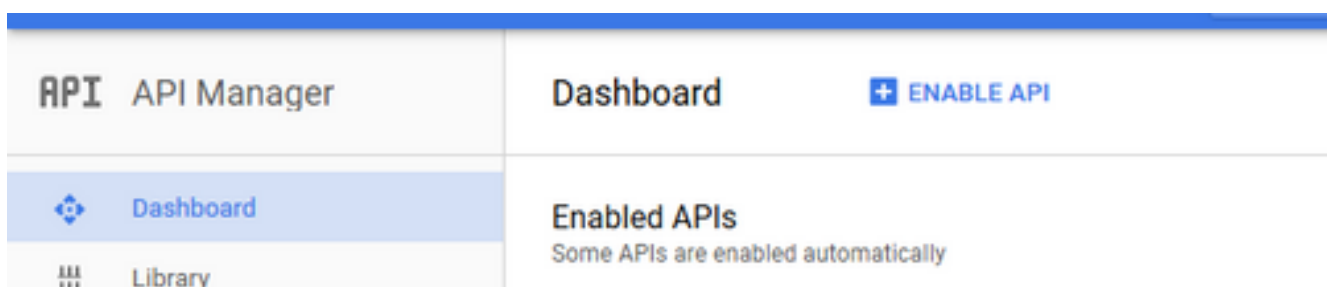 API API Manager
Dashboard ENABLE API
Dashboard
Library
Enabled APIs
Some APIs are enabled automatically